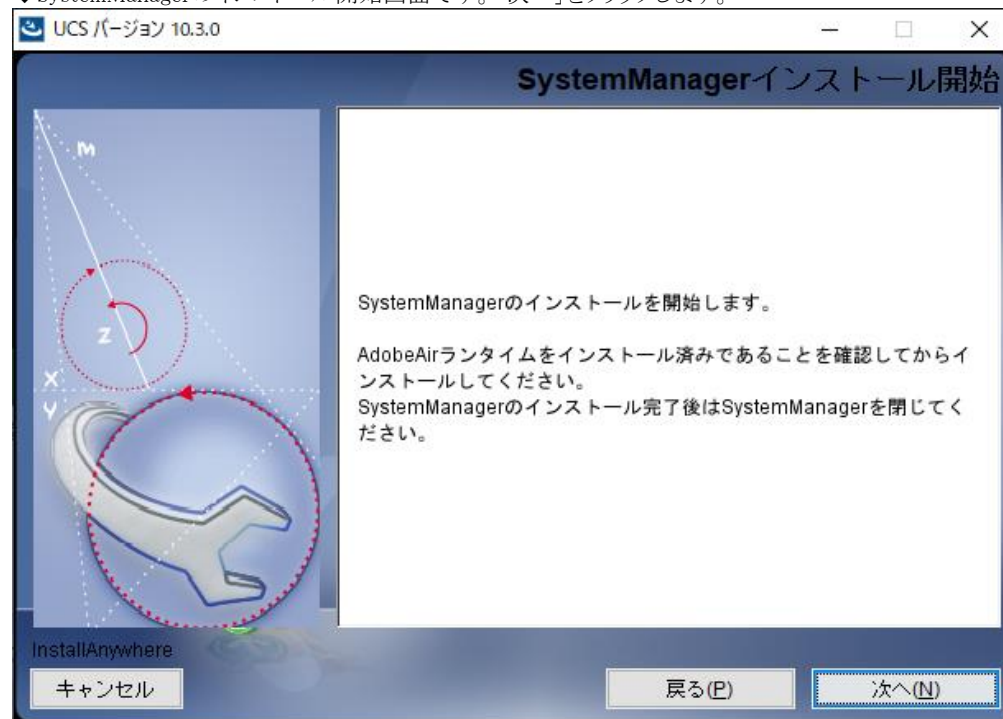 SystemManager
UCS バージョン 10.3.0
SystemManagerインストール開始
M
Z
X
Y
SystemManagerのインストールを開始します。
AdobeAirランタイムをインストール済みであることを確認してからイ
ンストールしてください。
SystemManagerのインストール完了後はSystemManagerを閉じてく
ださい。
InstallAnywhere
キャンセル
戻る(P)
次へ(N)